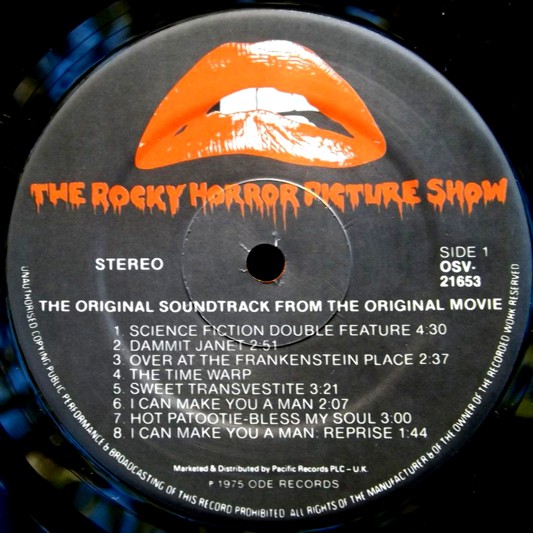 THE ROCKY HORROR PICTURE SHOW
STEREO
SIDE 1
OSV-
21653
THE ORIGINAL SOUNDTRACK FROM THE ORIGINAL MOVIE
1. SCIENCE FICTION DOUBLE FEATURE 4:30
2. DAMMIT JANET 2:51
3. OVER AT THE FRANKENSTEIN PLACE 2:37
4. THE TIME WARP
5. SWEET TRANSVESTITE 3:21
6. I CAN MAKE YOU A MAN 2:07
7. HOT PATOOTIE-BLESS MY SOUL 3:00
8. I CAN MAKE YOU A MAN: REPRISE 1:44
Marketed & Distributed by Pacific Records PLC – U.K.
P 1975 ODE RECORDS
UNAUTHORISED COPYING PUBLIC PERFORMANCE & BROADCASTING OF THIS RECORD PROHIBITED. ALL RIGHTS OF THE MANUFACTURER & OF THE OWNER OF THE RECORDED WORK RESERVED